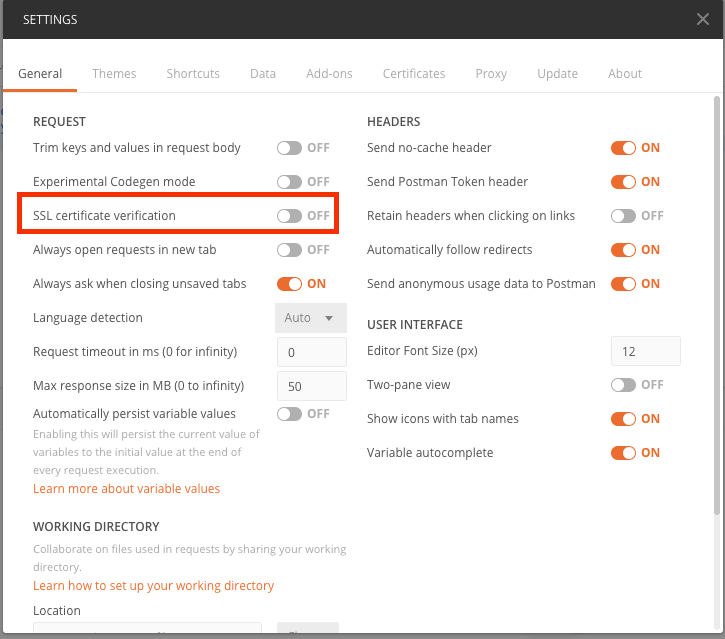 SETTINGS
General Themes Shortcuts Data Add-ons Certificates Proxy Update About
REQUEST
Trim keys and values in request body OFF
Experimental Codegen mode OFF
SSL certificate verification OFF
Always open requests in new tab OFF
Always ask when closing unsaved tabs ON
Language detection Auto
Request timeout in ms (0 for infinity) 0
Max response size in MB (0 to infinity) 50
Automatically persist variable values OFF
Enabling this will persist the current value of
variables to the initial value at the end of
every request execution.
Learn more about variable values
WORKING DIRECTORY
Collaborate on files used in requests by sharing your working
directory.
Learn how to set up your working directory
Location
HEADERS
Send no-cache header ON
Send Postman Token header ON
Retain headers when clicking on links OFF
Automatically follow redirects ON
Send anonymous usage data to Postman ON
USER INTERFACE
Editor Font Size (px) 12
Two-pane view OFF
Show icons with tab names ON
Variable autocomplete ON